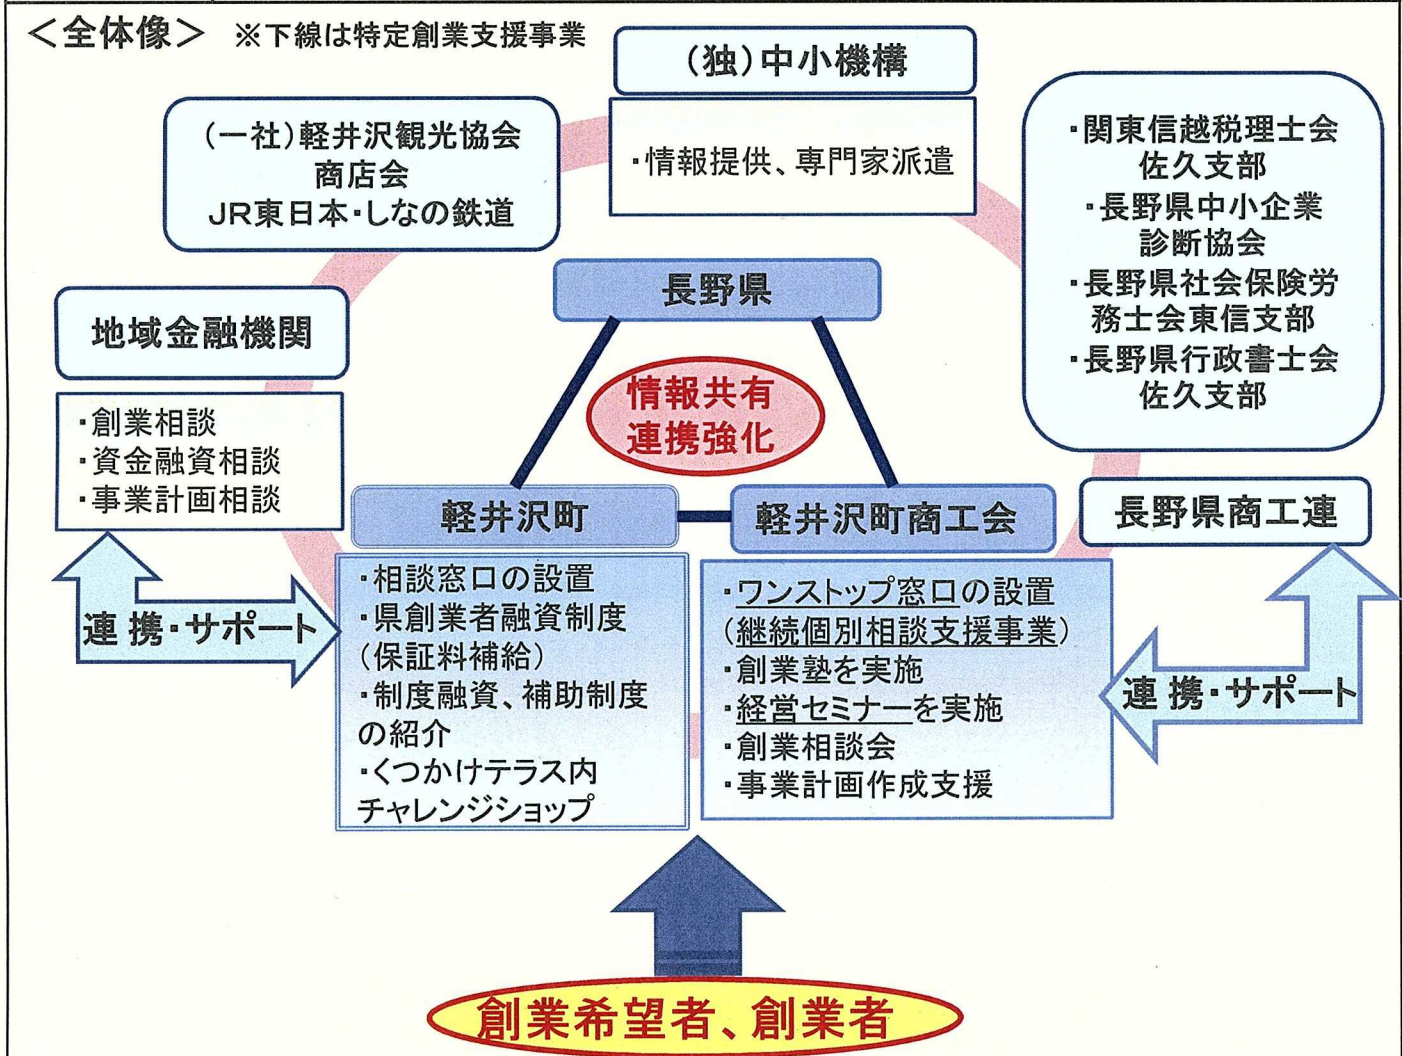 ＜全体像＞ ※下線は特定創業支援事業
（独）中小機構
・情報提供、専門家派遣
（一社）軽井沢観光協会
商店会
ＪＲ東日本・しなの鉄道
・関東信越税理士会
佐久支部
・長野県中小企業
診断協会
・長野県社会保険労
務士会東信支部
・長野県行政書士会
佐久支部
長野県
地域金融機関
・創業相談
・資金融資相談
・事業計画相談
情報共有
連携強化
軽井沢町
軽井沢町商工会
長野県商工連
連携・サポート
・相談窓口の設置
・県創業者融資制度
（保証料補給）
・制度融資、補助制度
の紹介
・くつかけテラス内
チャレンジショップ
・ワンストップ窓口の設置
（継続個別相談支援事業）
・創業塾を実施
・経営セミナーを実施
・創業相談会
・事業計画作成支援
連携・サポート
創業希望者、創業者